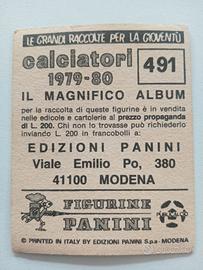 LE GRANDI RACCOLTE PER LA GIOVENTÙ
calciatori
1979-80
491
IL MAGNIFICO ALBUM
per la raccolta di queste figurine è in vendita
nelle edicole e cartolerie al prezzo propaganda
di L. 200. Chi non lo trovasse può richiederlo
inviando L. 200 in francobolli a:
EDIZIONI PANINI
Viale Emilio Po, 380
41100 MODENA
FIGURINE
PANINI
© PRINTED IN ITALY BY EDIZIONI PANINI S.p.a - MODENA